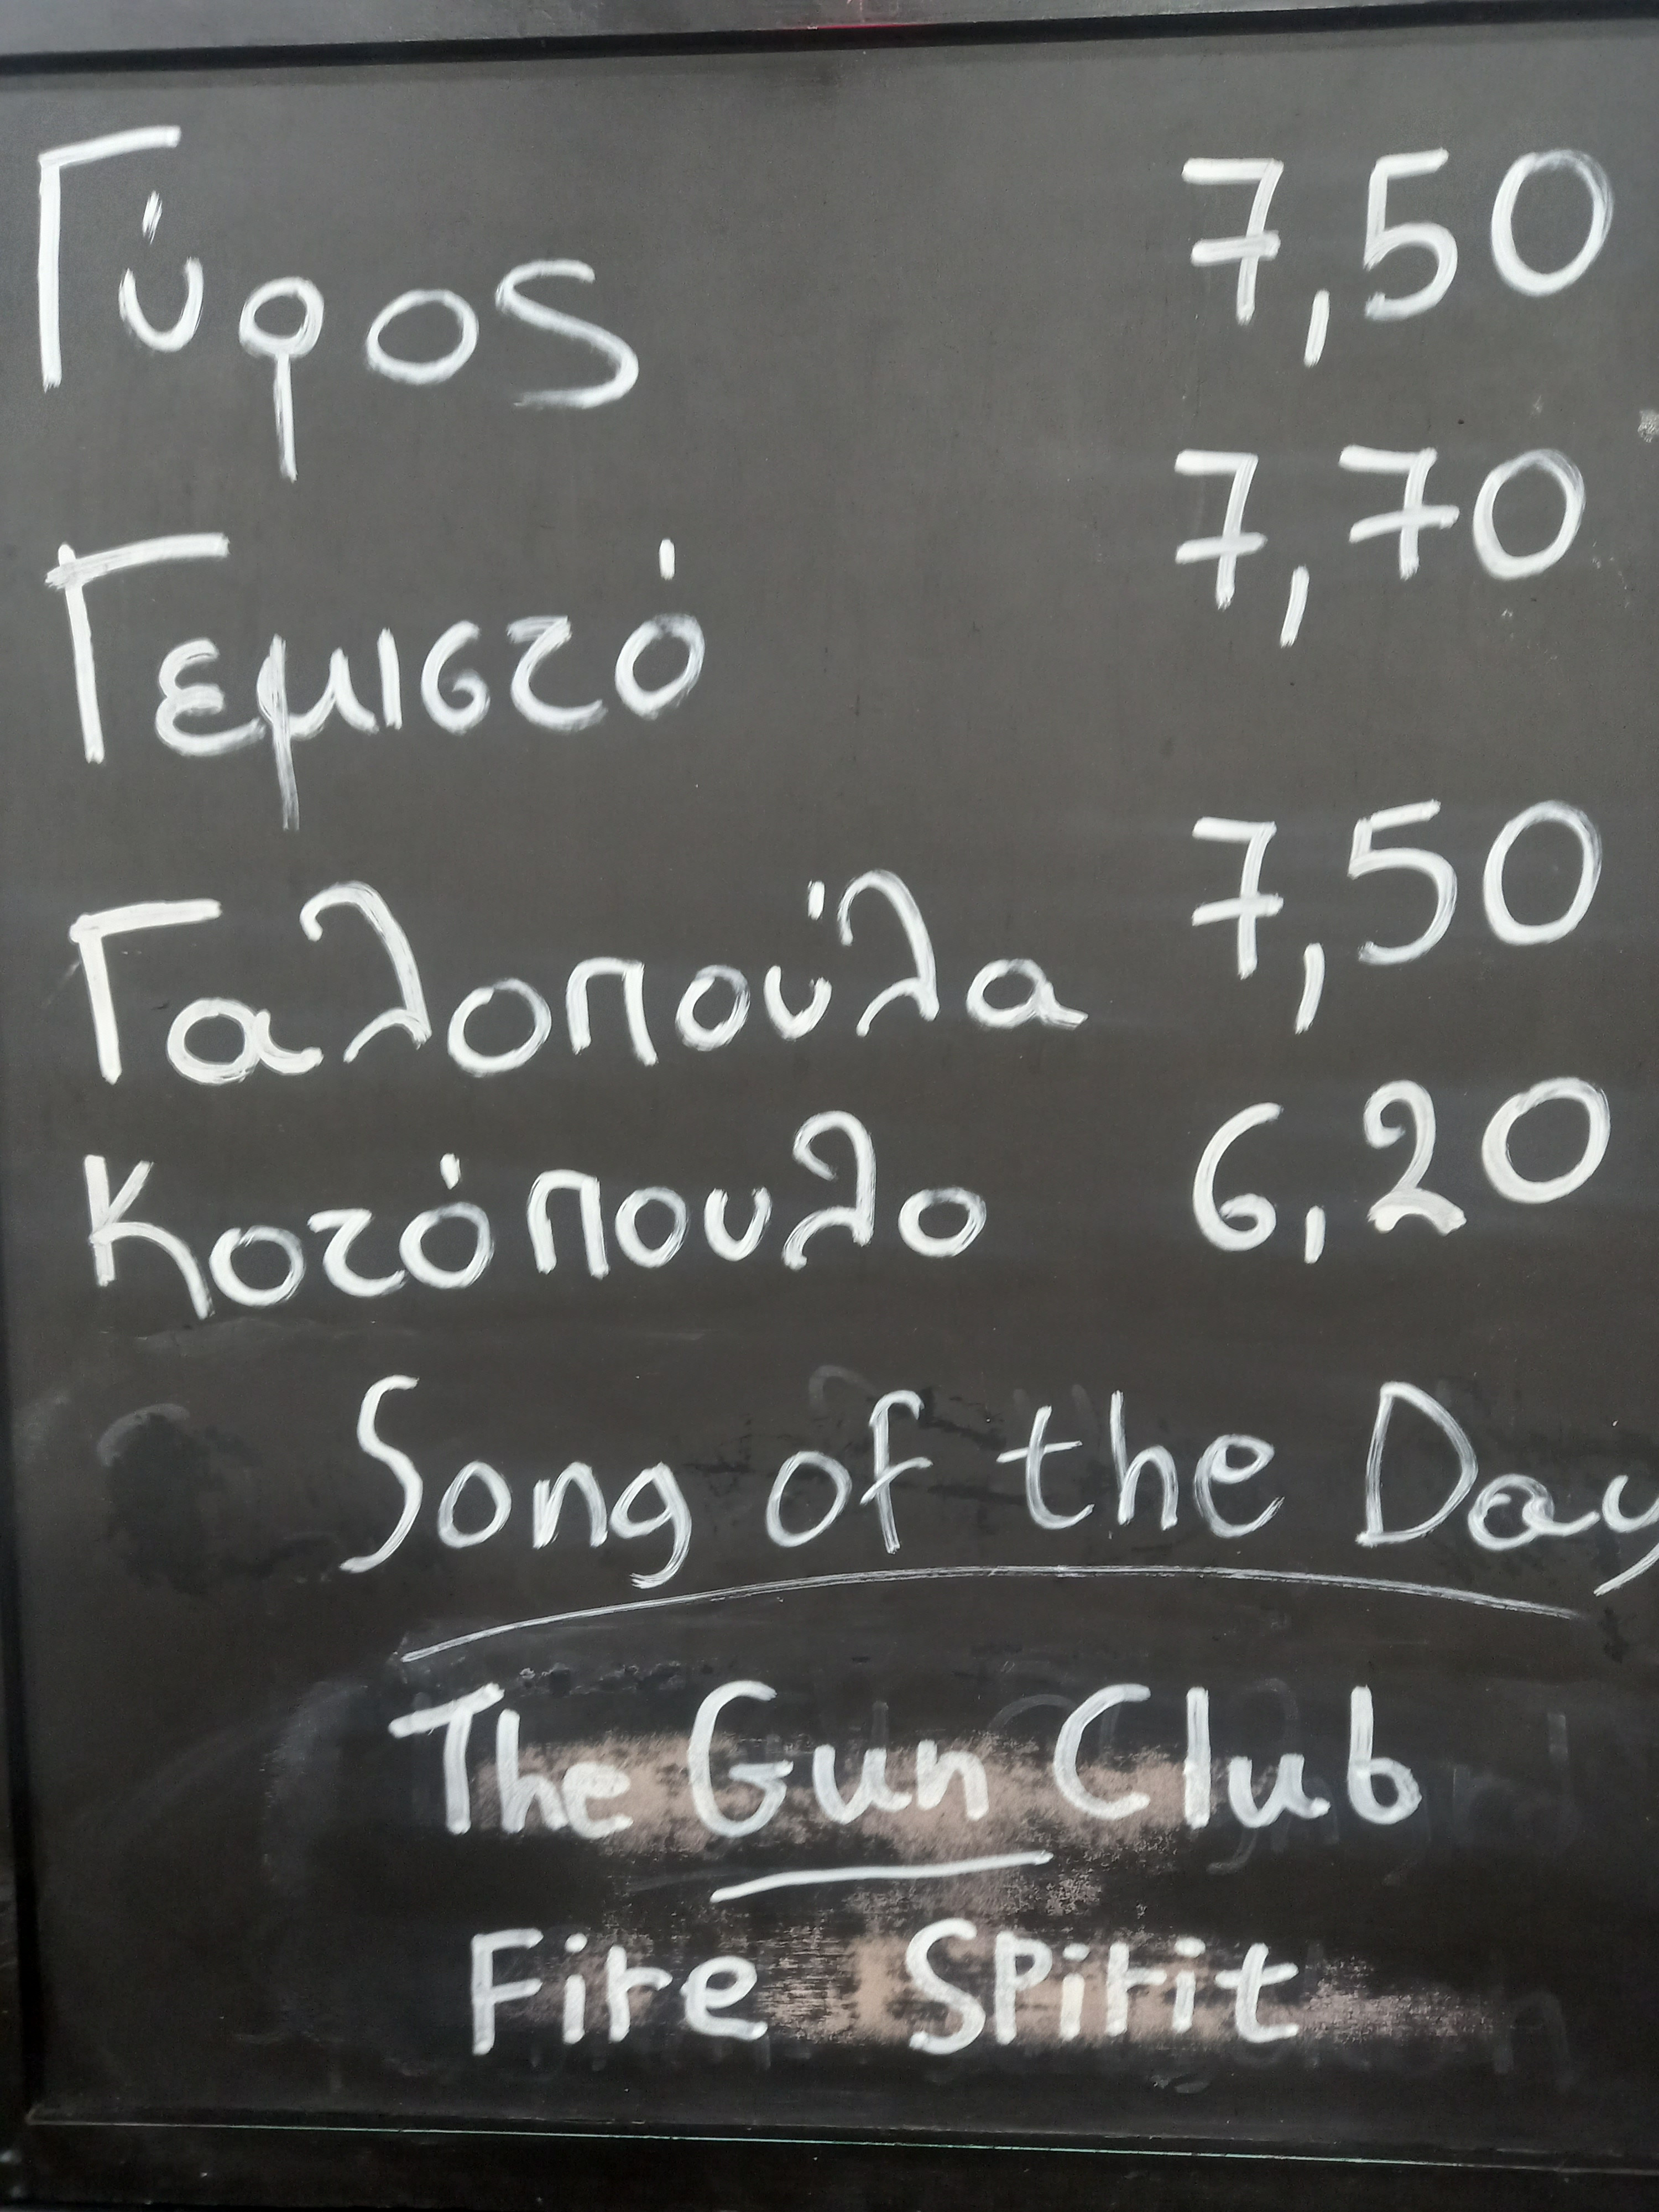 Γύρος 7,50
Γεμιστό 7,70
Γαλοπούλα 7,50
Κοτόπουλο 6,20
Song of the Day
The Gun Club
Fire Spirit